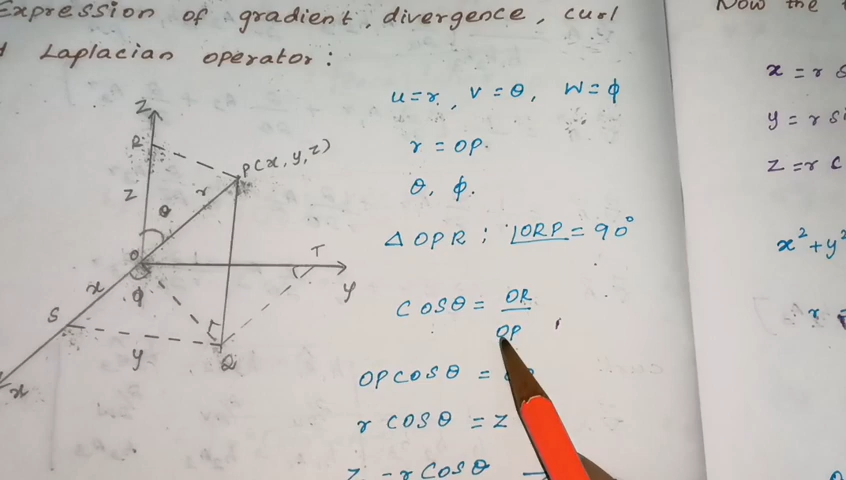 Expression of gradient, divergence, curl
Laplacian operator:
u=r, v=θ, w=φ
r = OP.
θ, φ.
Δ OPR ; ∠ORP = 90°
cosθ = OR
OP
OPcosθ =
r cosθ = z
z = r cosθ
Z
R
P(x,y,z)
z
r
θ
O
T
y
φ
x
S
y
Q
x
Now the
x = r
y = r
z = r
x²+y²
r